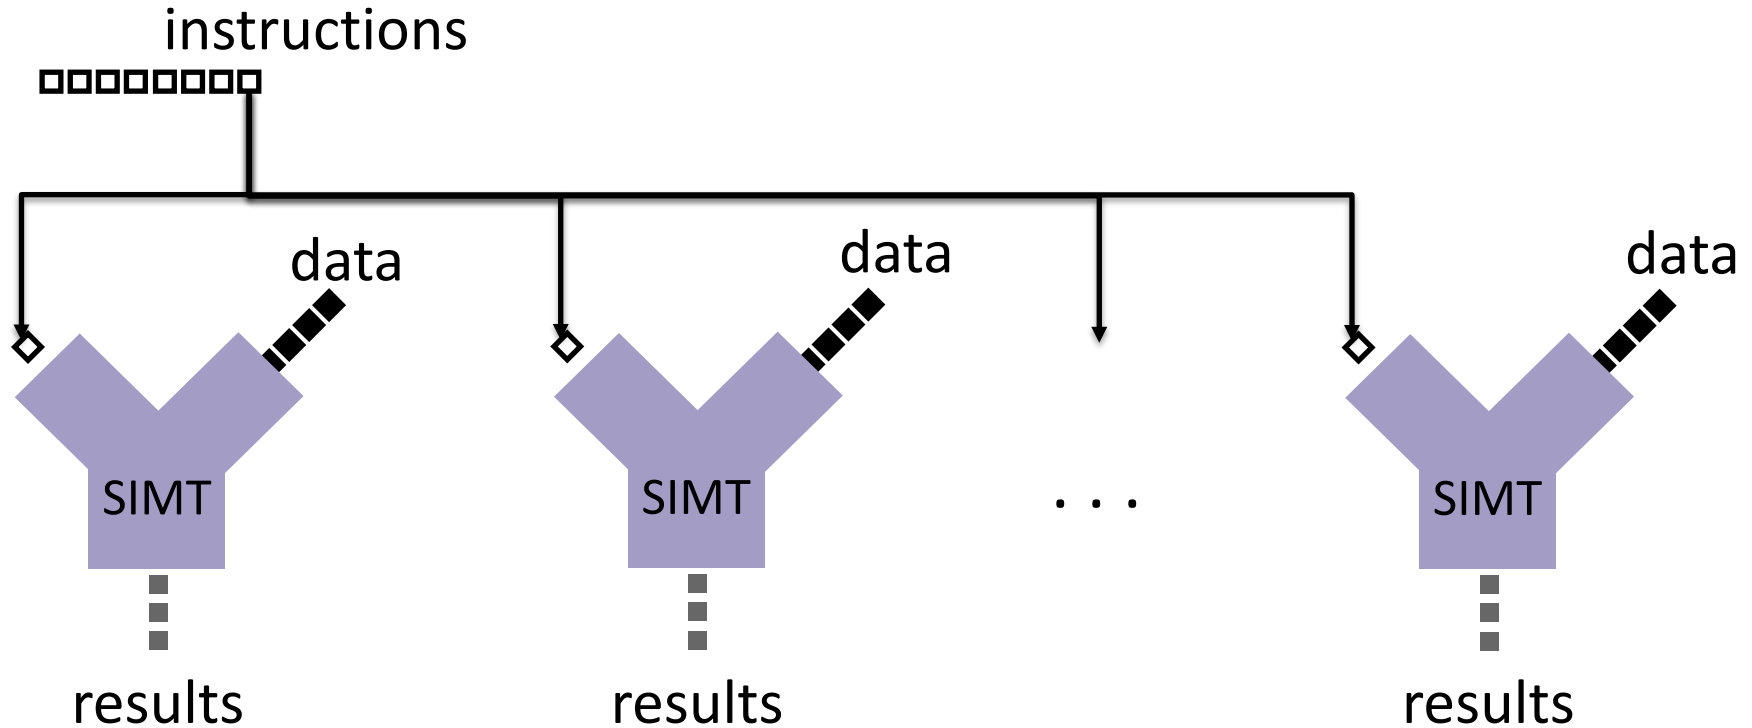 instructions
data
data
data
SIMT
SIMT
. . .
SIMT
results
results
results